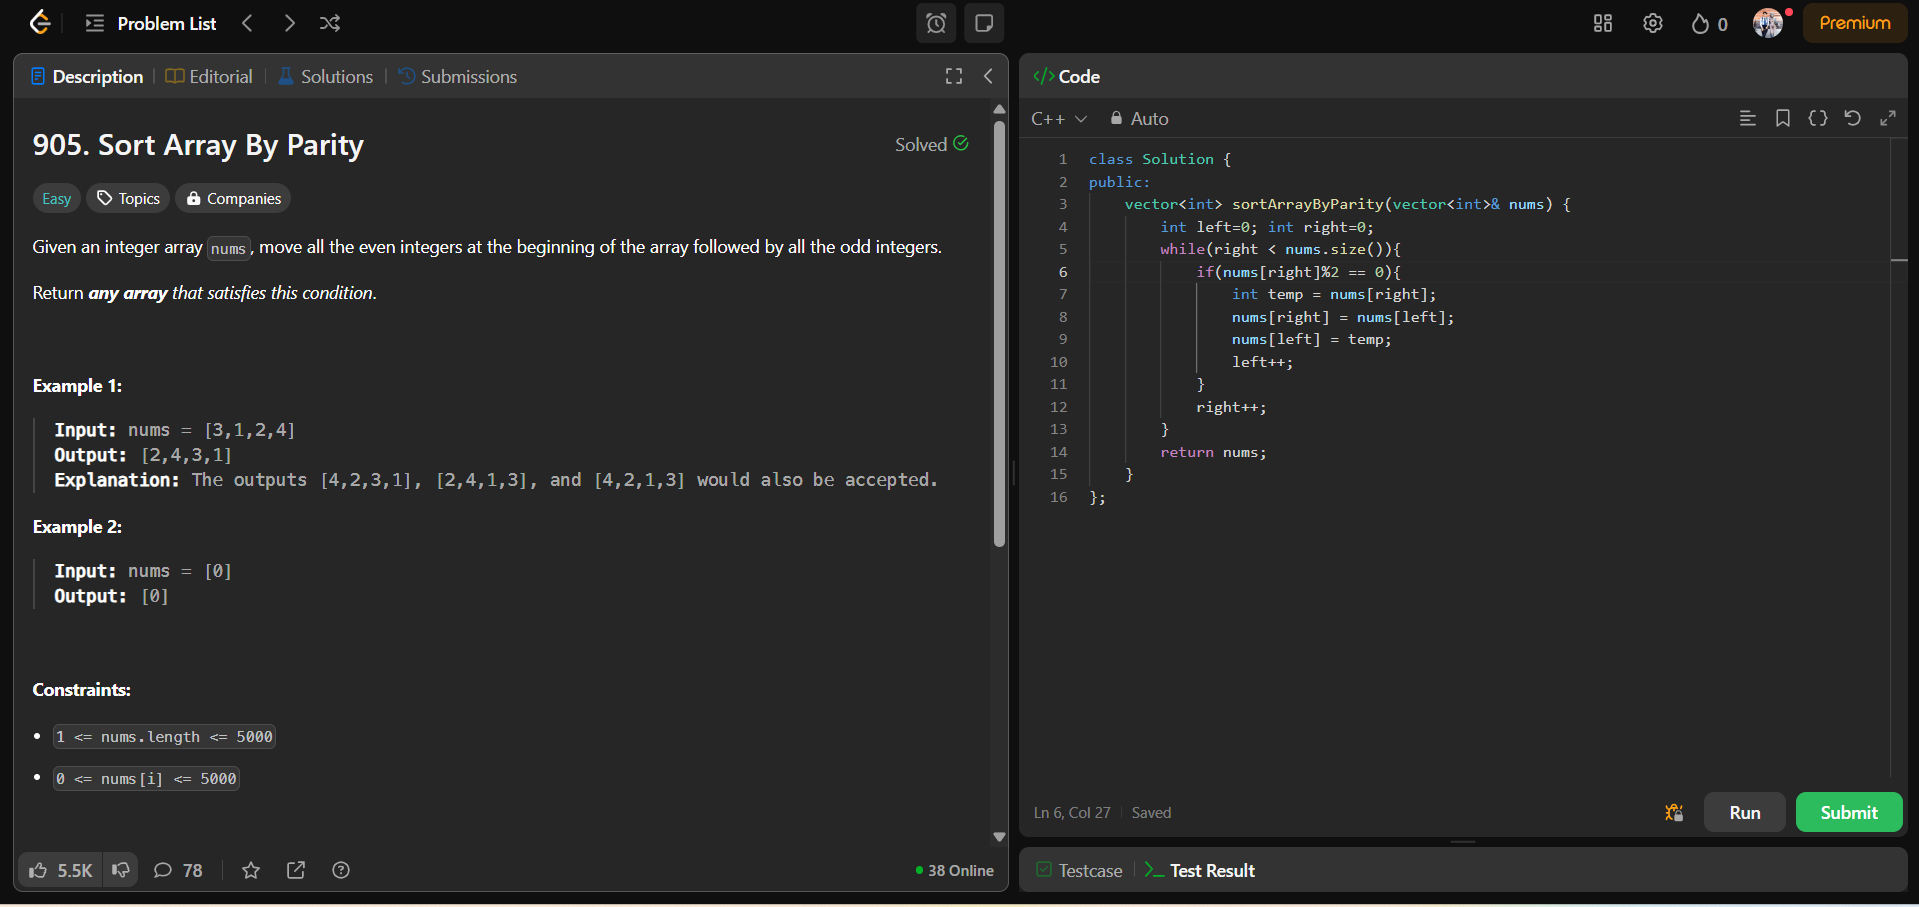 Problem List
0
Premium
Description
Editorial
Solutions
Submissions
905. Sort Array By Parity
Solved
Easy
Topics
Companies
Given an integer array nums, move all the even integers at the beginning of the array followed by all the odd integers.
Return any array that satisfies this condition.
Example 1:
Input: nums = [3,1,2,4]
Output: [2,4,3,1]
Explanation: The outputs [4,2,3,1], [2,4,1,3], and [4,2,1,3] would also be accepted.
Example 2:
Input: nums = [0]
Output: [0]
Constraints:
• 1 <= nums.length <= 5000
• 0 <= nums[i] <= 5000
5.5K
78
38 Online
</> Code
C++
Auto
1 class Solution {
2 public:
3     vector<int> sortArrayByParity(vector<int>& nums) {
4         int left=0; int right=0;
5         while(right < nums.size()){
6             if(nums[right]%2 == 0){
7                 int temp = nums[right];
8                 nums[right] = nums[left];
9                 nums[left] = temp;
10                 left++;
11             }
12             right++;
13         }
14         return nums;
15     }
16 };
Ln 6, Col 27
Saved
Run
Submit
Testcase
Test Result